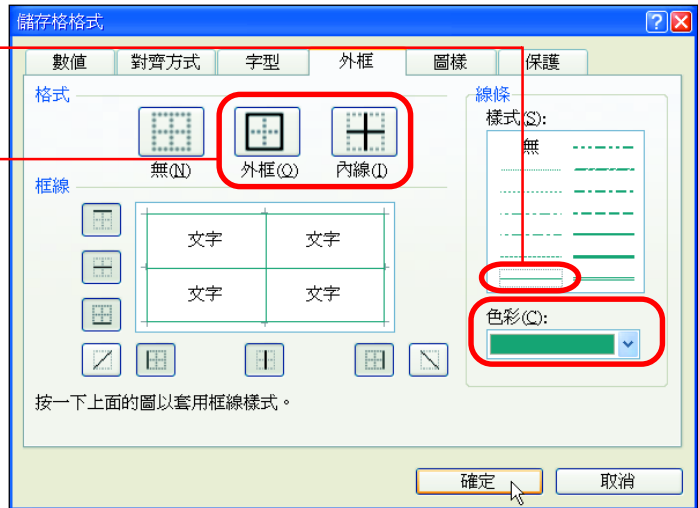 儲存格格式
數值 對齊方式 字型 外框 圖樣 保護
格式
無(N) 外框(O) 內線(I)
線條
樣式(S):
無
框線
文字 文字
文字 文字
色彩(C):
按一下上面的圖以套用框線樣式。
確定 取消